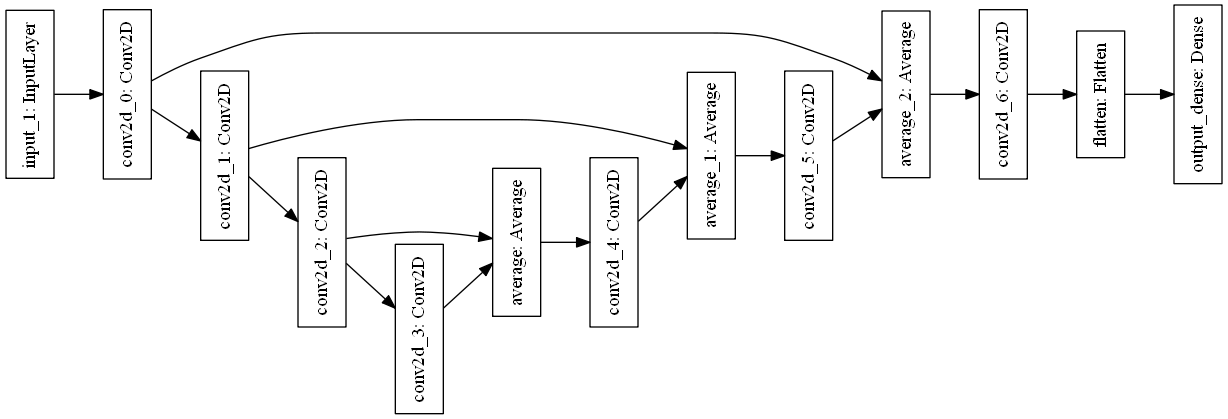 input_1: InputLayer
conv2d_0: Conv2D
conv2d_1: Conv2D
conv2d_2: Conv2D
conv2d_3: Conv2D
average: Average
conv2d_4: Conv2D
average_1: Average
conv2d_5: Conv2D
average_2: Average
conv2d_6: Conv2D
flatten: Flatten
output_dense: Dense